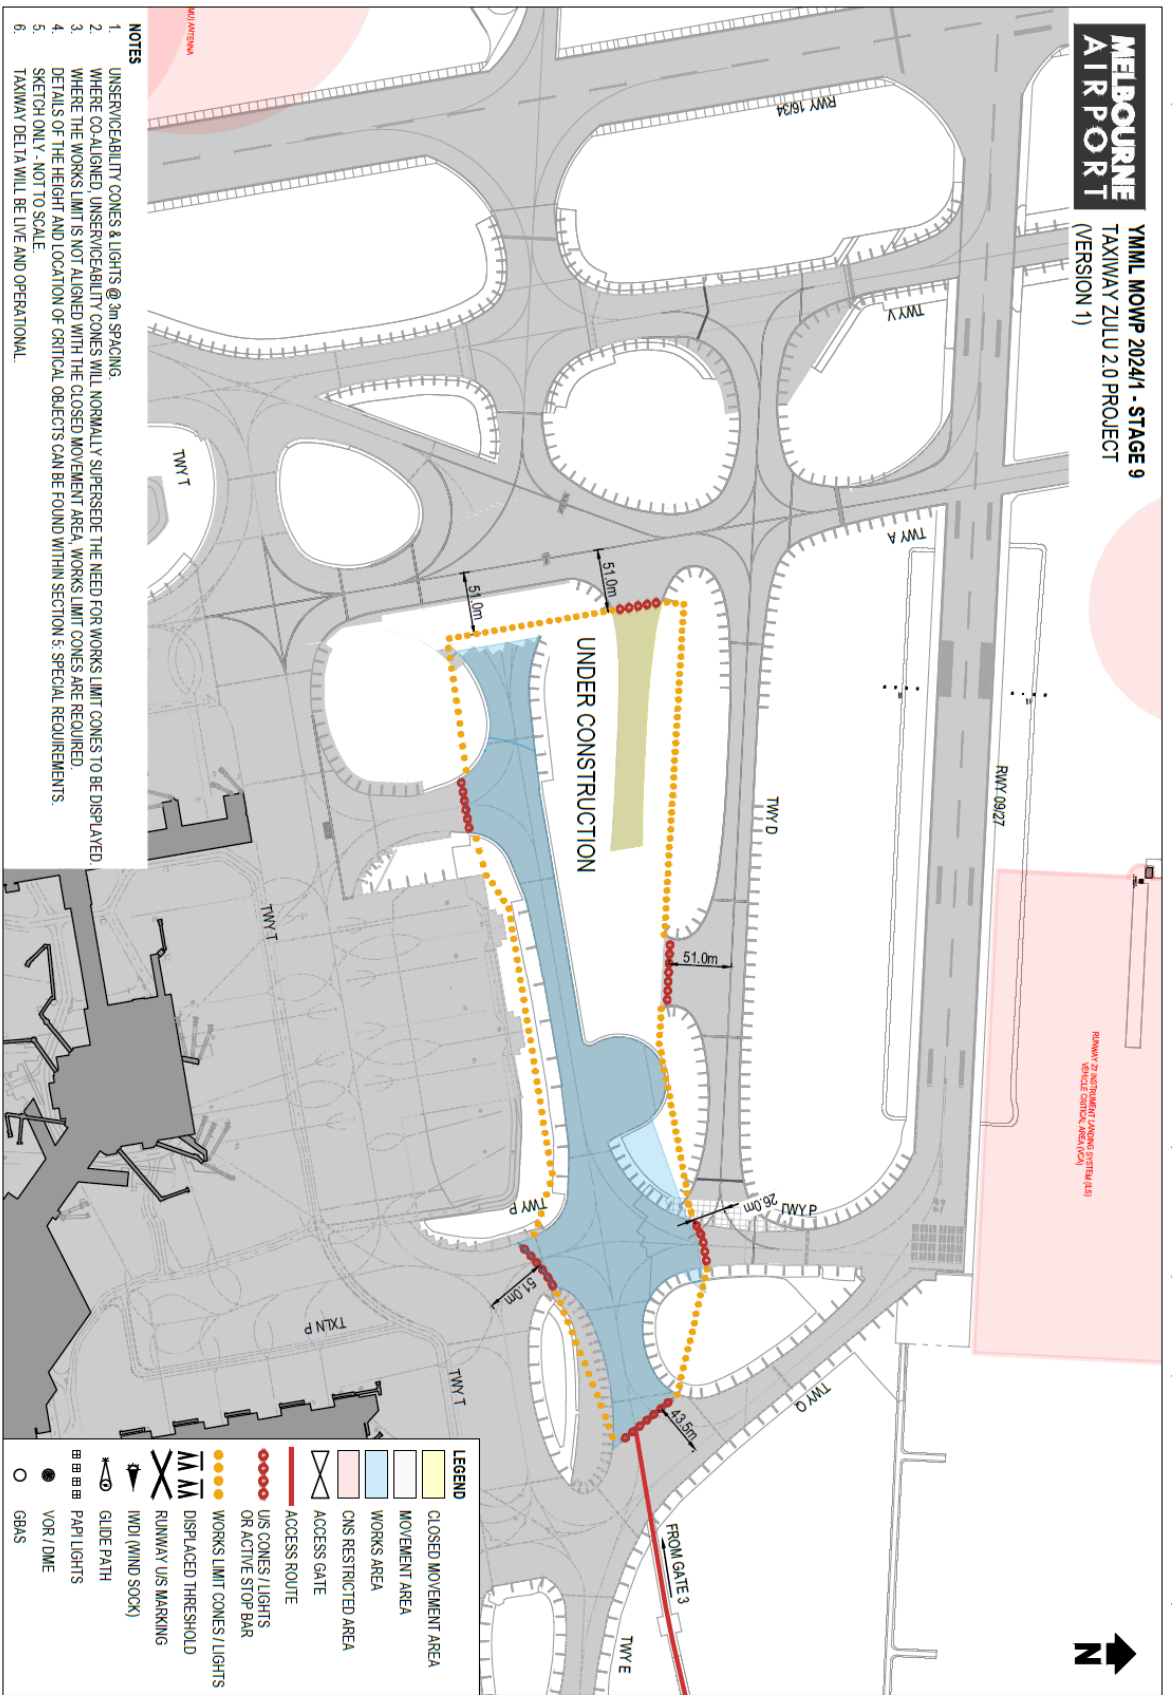 MELBOURNE
AIRPORT
YMML MOWP 2024/1 - STAGE 9
TAXIWAY ZULU 2.0 PROJECT
(VERSION 1)
N
RWY 16/34
TWY V
TWY A
RWY 09/27
RUNWAY 27 INSTRUMENT LANDING SYSTEM (ILS)
VEHICLE CRITICAL AREA (VCA)
TWY D
TWY T
51.0m
51.0m
UNDER CONSTRUCTION
51.0m
TWY P
26.0m
TWY Q
43.5m
FROM GATE 3
TWY E
TWY P
51.0m
TXLN P
TWY T
TWY T
ANTENNA
NOTES
1. UNSERVICEABILITY CONES & LIGHTS @ 3m SPACING.
2. WHERE CO-ALIGNED, UNSERVICEABILITY CONES WILL NORMALLY SUPERSEDE THE NEED FOR WORKS LIMIT CONES TO BE DISPLAYED.
3. WHERE THE WORKS LIMIT IS NOT ALIGNED WITH THE CLOSED MOVEMENT AREA, WORKS LIMIT CONES ARE REQUIRED.
4. DETAILS OF THE HEIGHT AND LOCATION OF CRITICAL OBJECTS CAN BE FOUND WITHIN SECTION 5: SPECIAL REQUIREMENTS.
5. SKETCH ONLY - NOT TO SCALE.
6. TAXIWAY DELTA WILL BE LIVE AND OPERATIONAL.
LEGEND
CLOSED MOVEMENT AREA
MOVEMENT AREA
WORKS AREA
CNS RESTRICTED AREA
ACCESS GATE
ACCESS ROUTE
U/S CONES / LIGHTS
OR ACTIVE STOP BAR
WORKS LIMIT CONES / LIGHTS
DISPLACED THRESHOLD
RUNWAY U/S MARKING
IWDI (WIND SOCK)
GLIDE PATH
PAPI LIGHTS
VOR / DME
GBAS